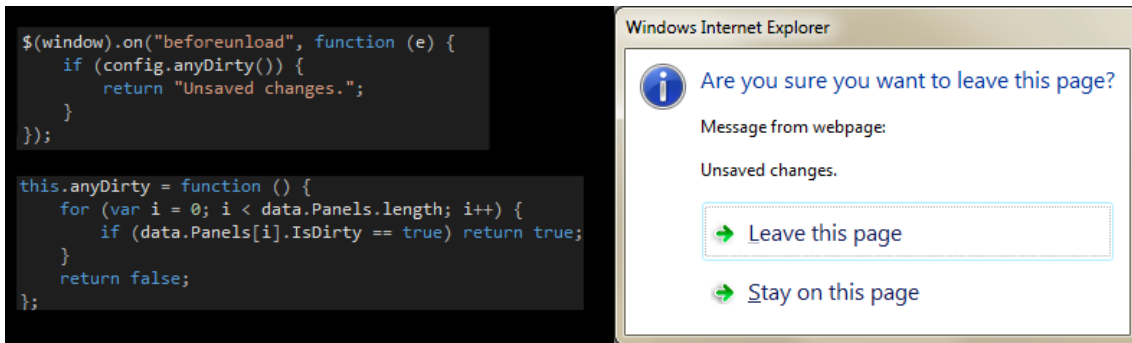 $(window).on("beforeunload", function (e) {
    if (config.anyDirty()) {
        return "Unsaved changes.";
    }
});
this.anyDirty = function () {
    for (var i = 0; i < data.Panels.length; i++) {
        if (data.Panels[i].IsDirty == true) return true;
    }
    return false;
};
Windows Internet Explorer
Are you sure you want to leave this page?
Message from webpage:
Unsaved changes.
Leave this page
Stay on this page